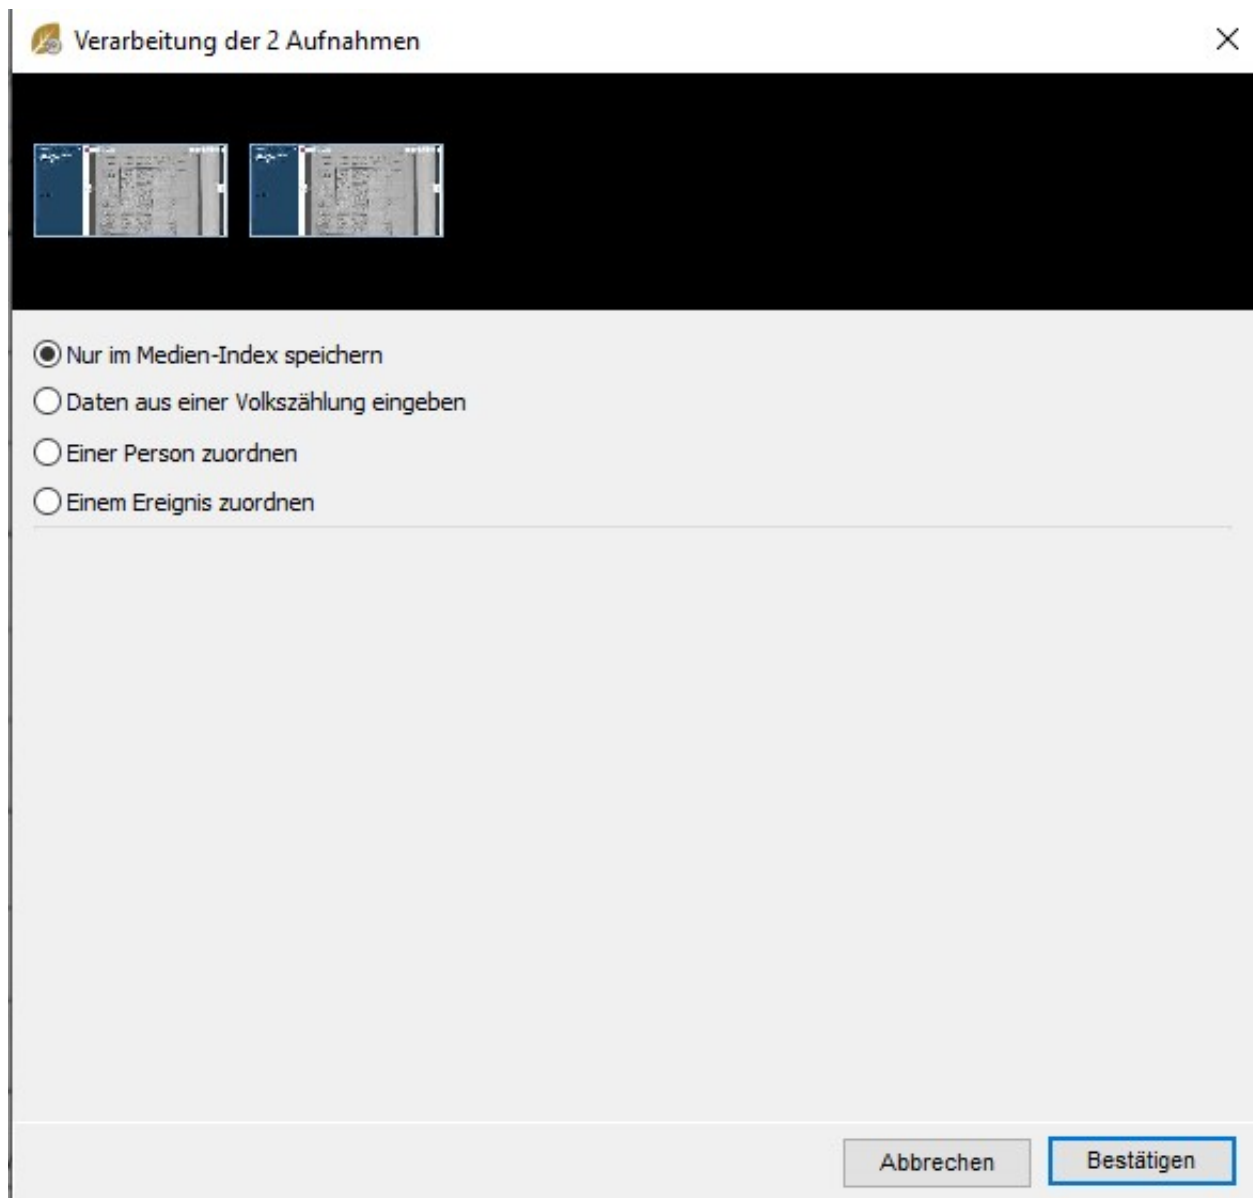 Verarbeitung der 2 Aufnahmen
Nur im Medien-Index speichern
Daten aus einer Volkszählung eingeben
Einer Person zuordnen
Einem Ereignis zuordnen
Abbrechen
Bestätigen